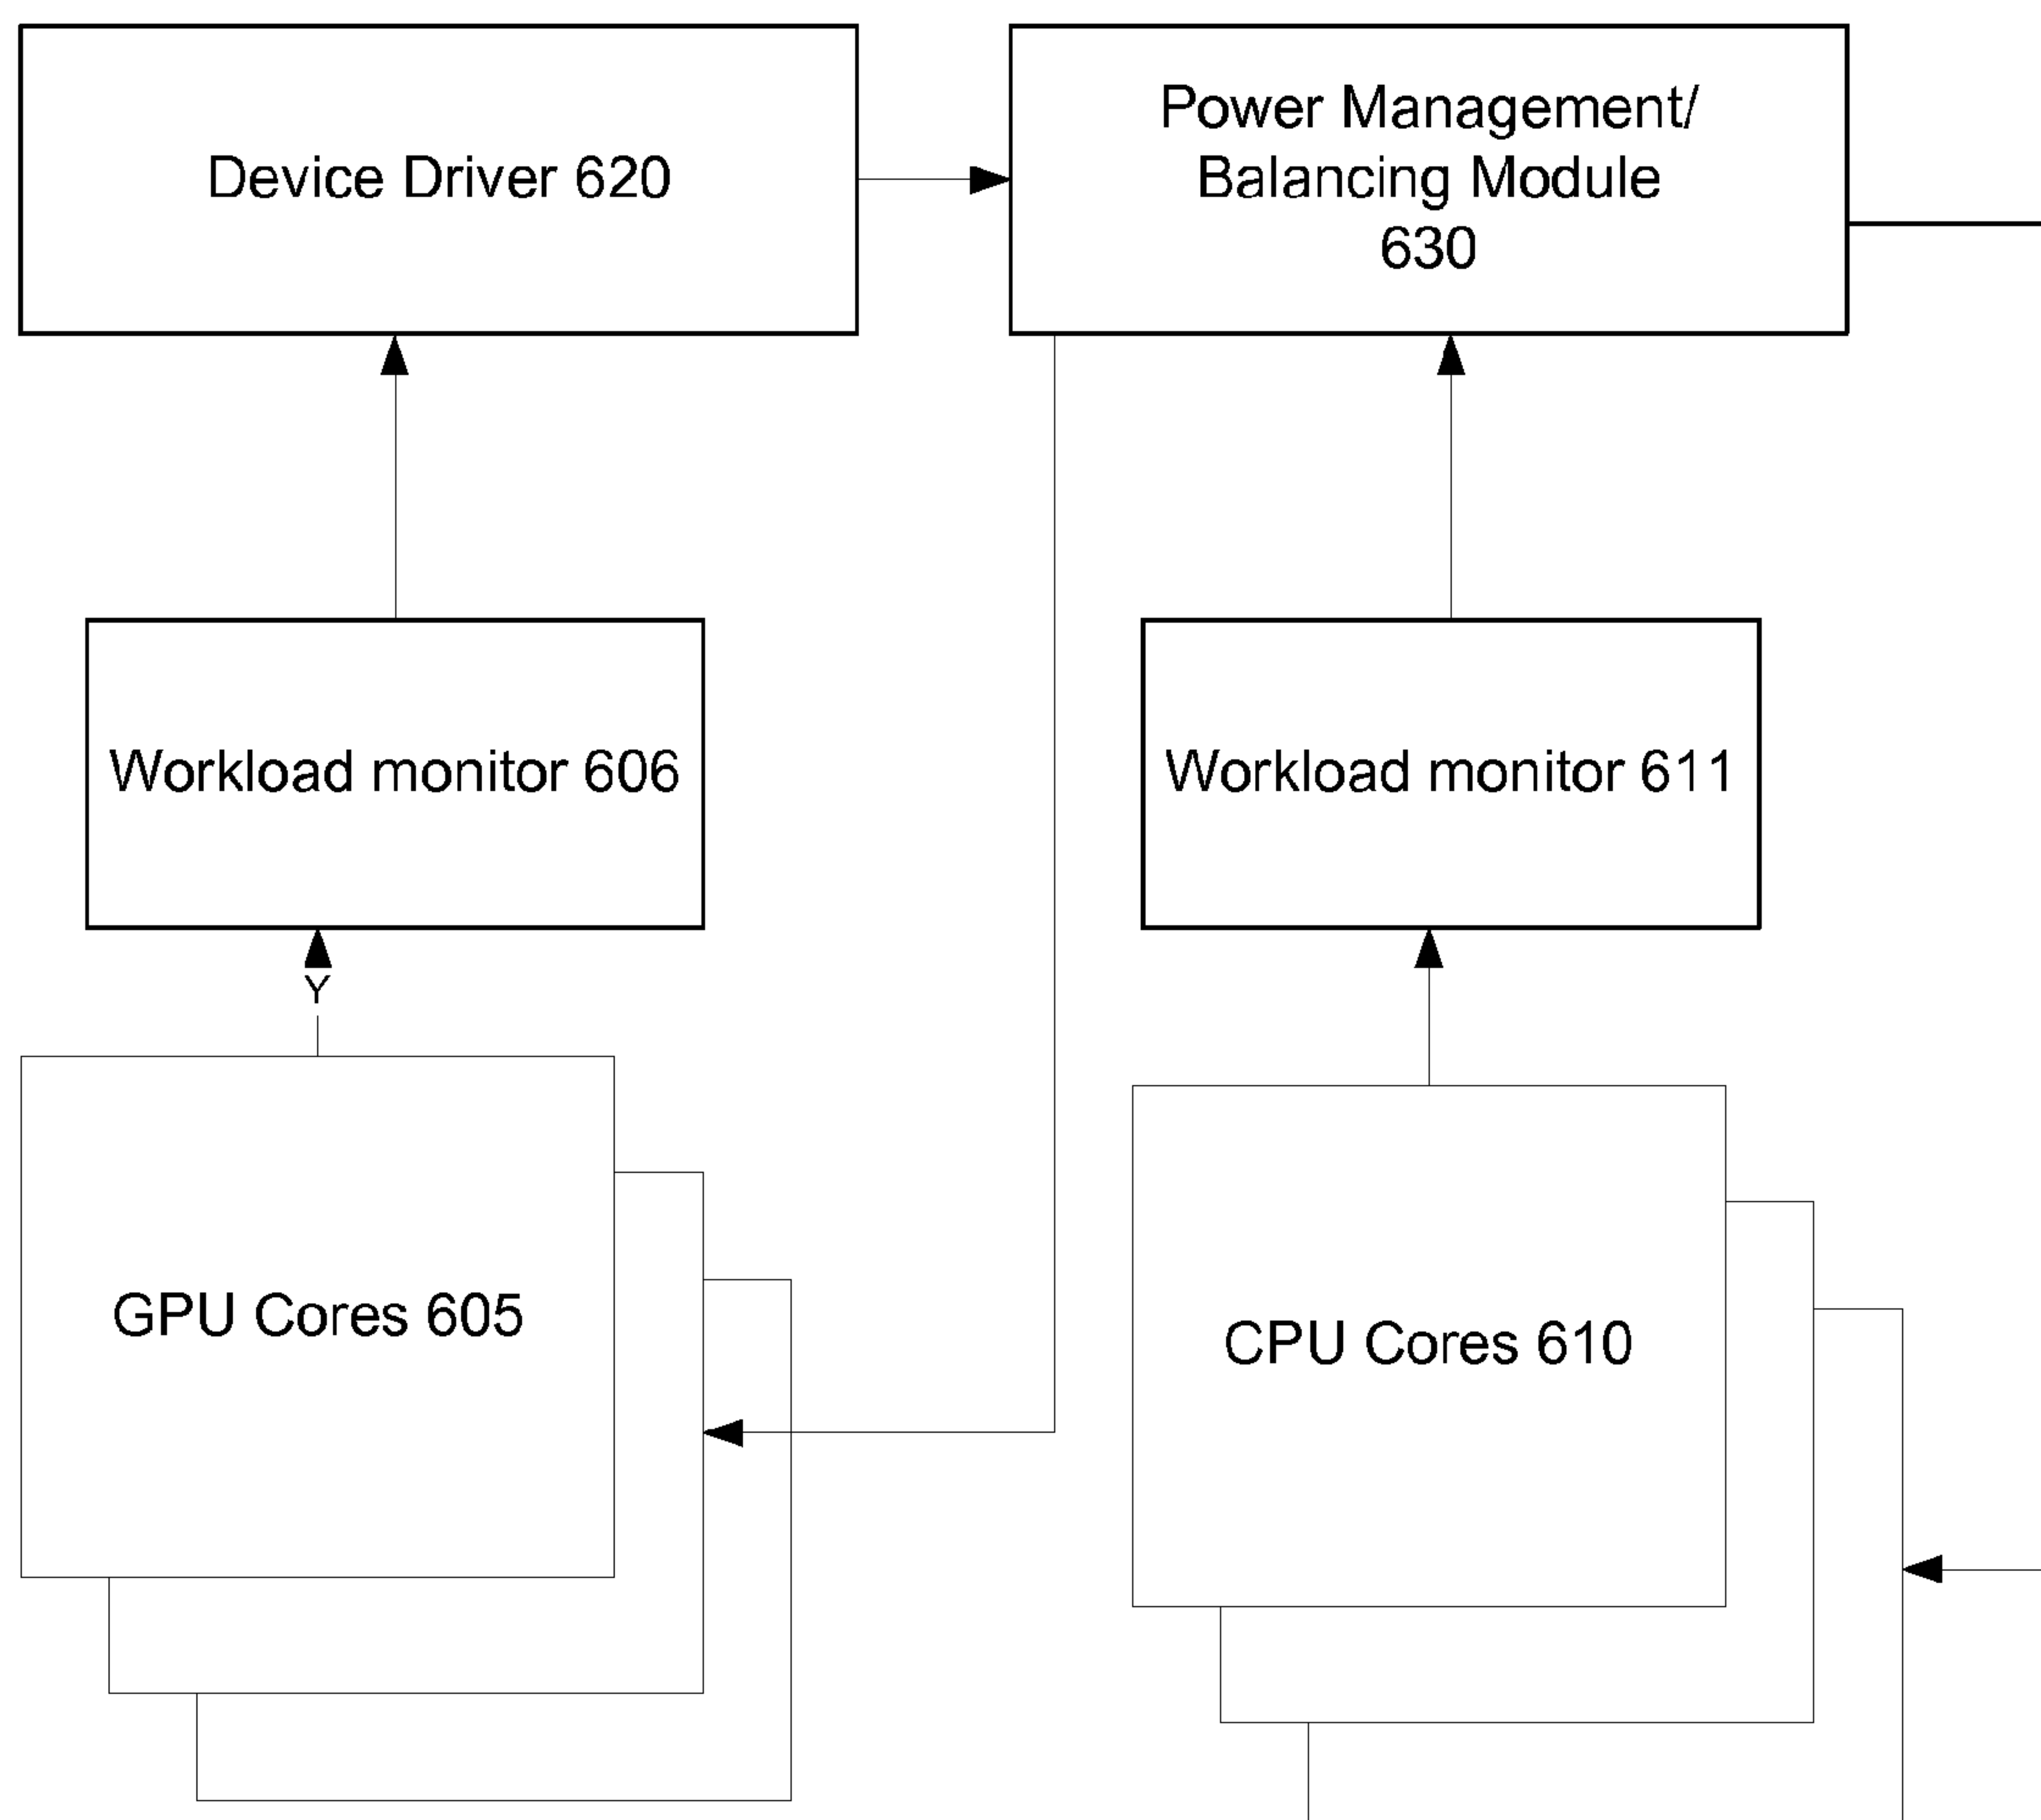 Device Driver 620
Power Management/
Balancing Module
630
Workload monitor 606
Workload monitor 611
Y
GPU Cores 605
CPU Cores 610